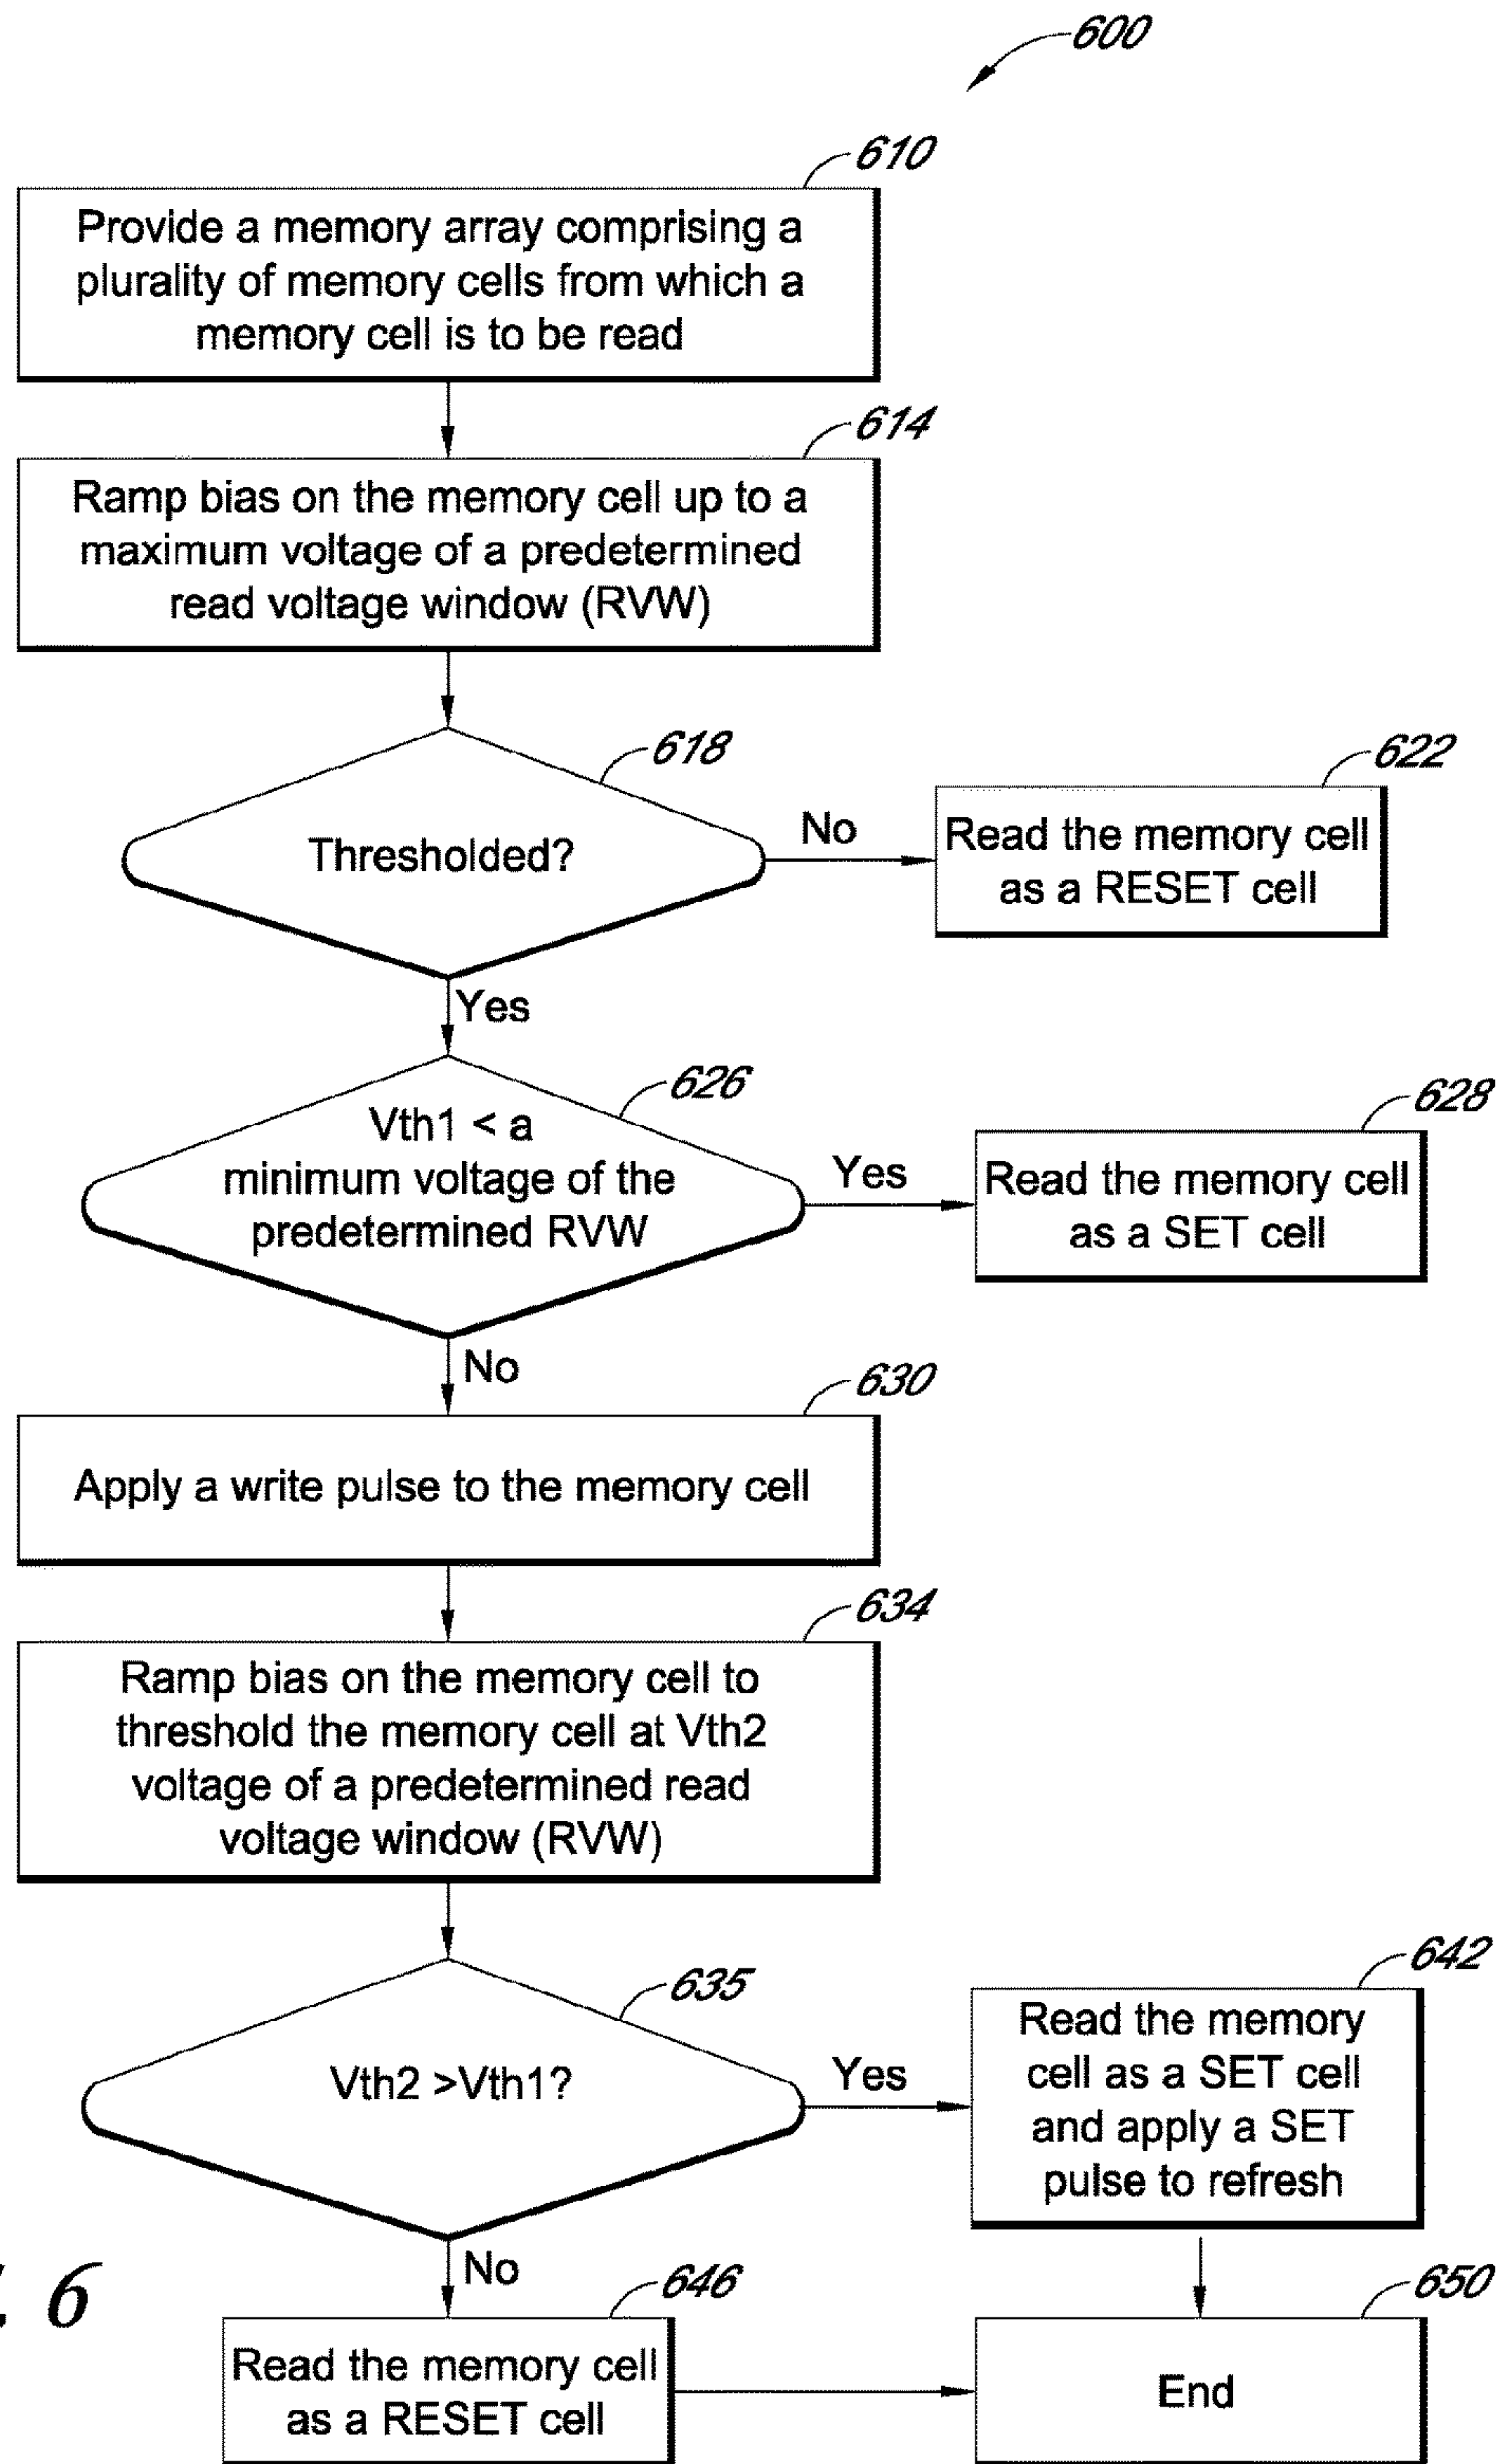 600
610
Provide a memory array comprising a
plurality of memory cells from which a
memory cell is to be read
614
Ramp bias on the memory cell up to a
maximum voltage of a predetermined
read voltage window (RVW)
618
Thresholded?
No
622
Read the memory cell
as a RESET cell
Yes
626
Vth1 < a
minimum voltage of the
predetermined RVW
Yes
628
Read the memory cell
as a SET cell
No
630
Apply a write pulse to the memory cell
634
Ramp bias on the memory cell to
threshold the memory cell at Vth2
voltage of a predetermined read
voltage window (RVW)
635
Vth2 >Vth1?
Yes
642
Read the memory
cell as a SET cell
and apply a SET
pulse to refresh
No
646
Read the memory cell
as a RESET cell
650
End
6